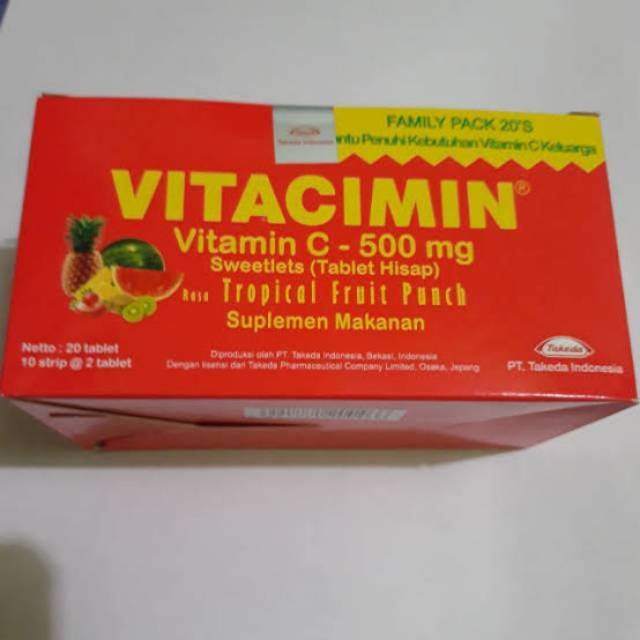 FAMILY PACK 20'S
Penuhi Kebutuhan Vitamin C Keluarga
Takeda Indonesia
VITACIMIN®
Vitamin C - 500 mg
Sweetlets (Tablet Hisap)
Rasa Tropical Fruit Punch
Suplemen Makanan
Netto : 20 tablet
10 strip @ 2 tablet
Diproduksi oleh PT. Takeda Indonesia, Bekasi, Indonesia
Dengan lisensi dari Takeda Pharmaceutical Company Limited, Osaka, Jepang
Takeda
PT. Takeda Indonesia